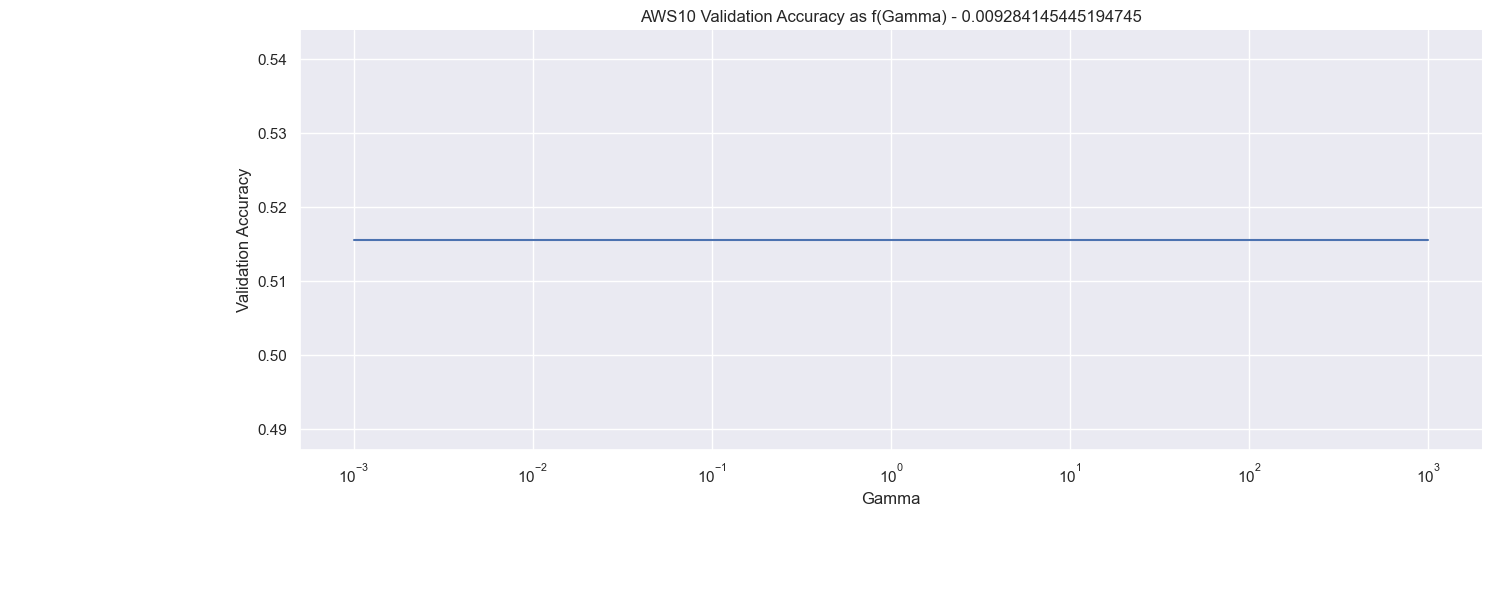 AWS10 Validation Accuracy as f(Gamma) - 0.009284145445194745
0.54
0.53
0.52
0.51
0.50
0.49
Validation Accuracy
10⁻³ 10⁻² 10⁻¹ 10⁰ 10¹ 10² 10³
Gamma